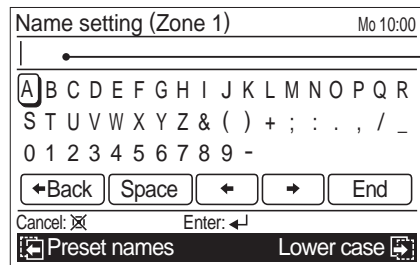 Name setting (Zone 1) Mo 10:00
A B C D E F G H I J K L M N O P Q R
S T U V W X Y Z & ( ) + ; : . , / _
0 1 2 3 4 5 6 7 8 9 -
Back Space End
Cancel: Enter:
Preset names Lower case